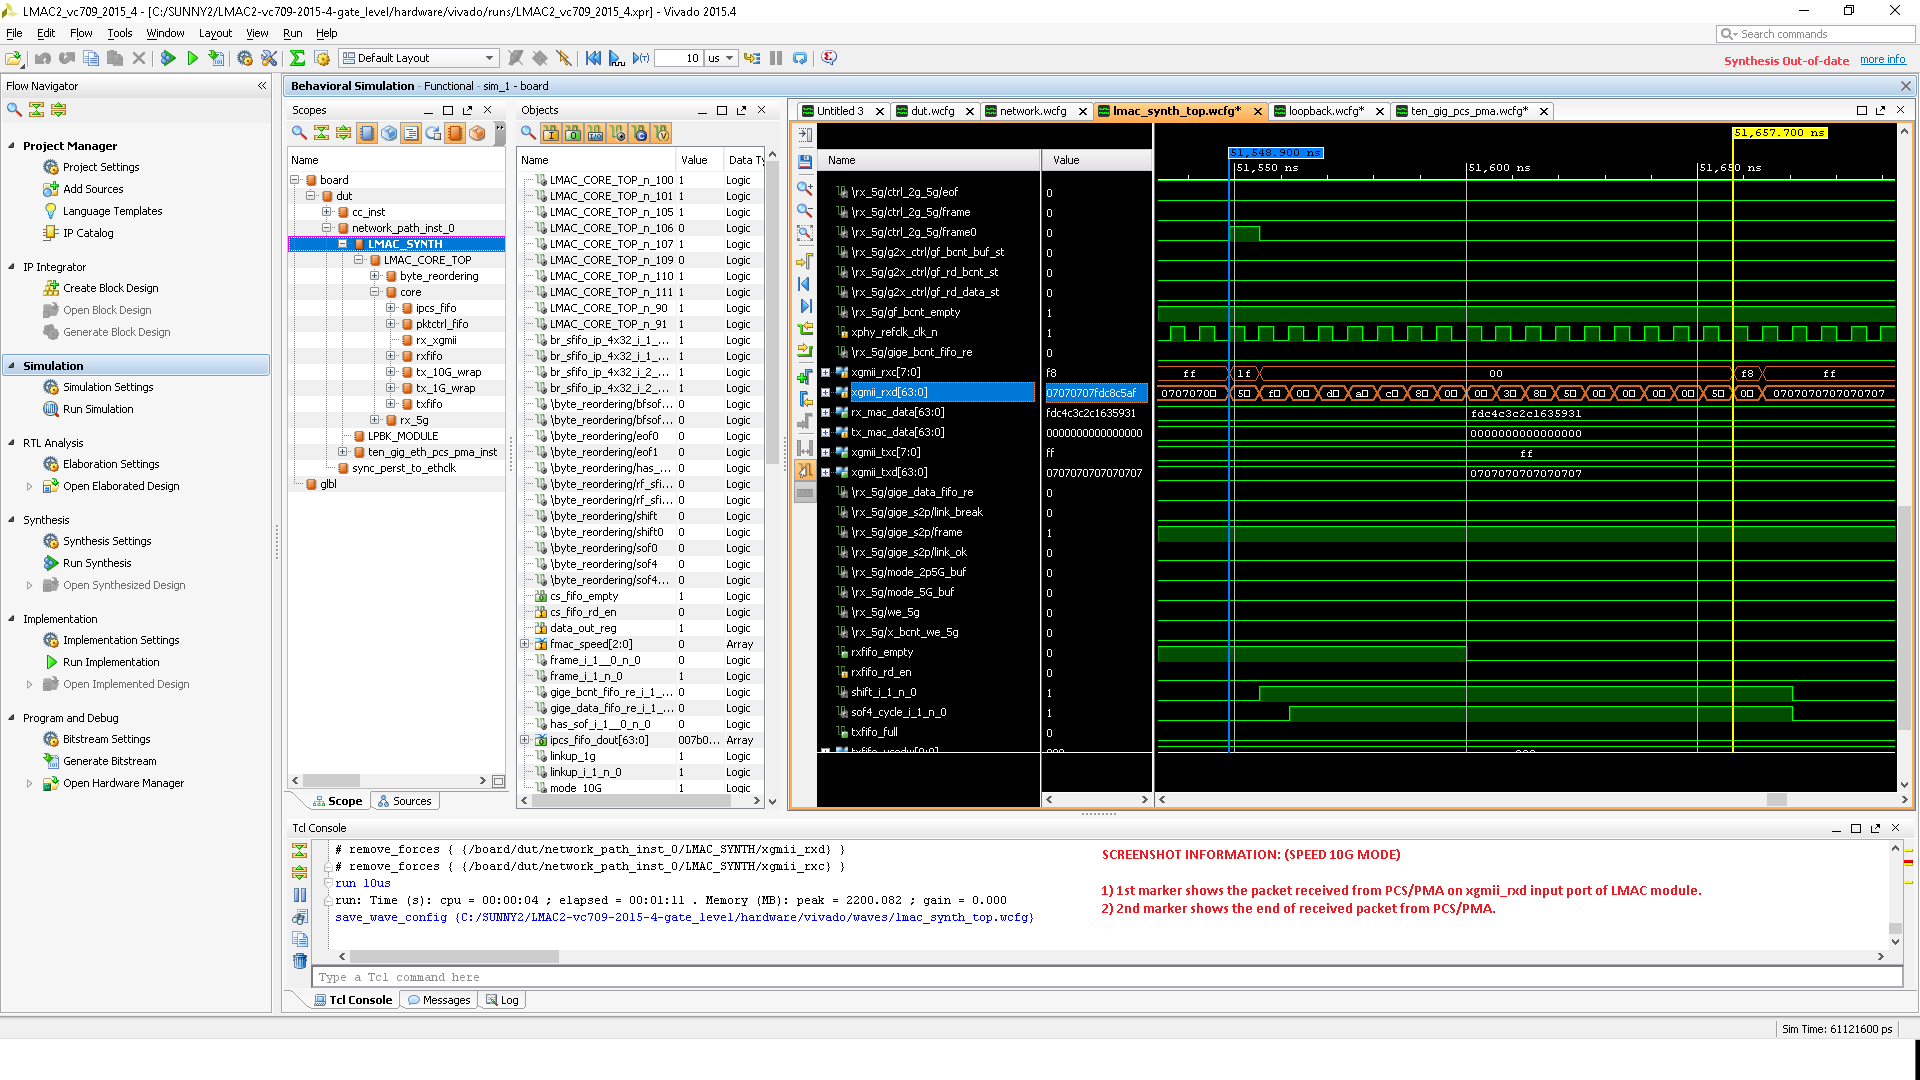 LMAC2_vc709_2015_4 - [C:/SUNNY2/LMAC2-vc709-2015-4-gate_level/hardware/vivado/runs/LMAC2_vc709_2015_4.xpr] - Vivado 2015.4
File Edit Flow Tools Window Layout View Run Help
Search commands
Default Layout
10 us
Synthesis Out-of-date more info
Flow Navigator
Project Manager
Project Settings
Add Sources
Language Templates
IP Catalog
IP Integrator
Create Block Design
Open Block Design
Generate Block Design
Simulation
Simulation Settings
Run Simulation
RTL Analysis
Elaboration Settings
Open Elaborated Design
Synthesis
Synthesis Settings
Run Synthesis
Open Synthesized Design
Implementation
Implementation Settings
Run Implementation
Open Implemented Design
Program and Debug
Bitstream Settings
Generate Bitstream
Open Hardware Manager
Behavioral Simulation - Functional - sim_1 - board
Scopes
Name
board
dut
cc_inst
network_path_inst_0
LMAC_SYNTH
LMAC_CORE_TOP
byte_reordering
core
ipcs_fifo
pktctrl_fifo
rx_xgmii
rxfifo
tx_10G_wrap
tx_1G_wrap
txfifo
rx_5g
LPBK_MODULE
ten_gig_eth_pcs_pma_inst
sync_perst_to_ethclk
glbl
Scope Sources
Objects
Name Value Data Ty
LMAC_CORE_TOP_n_100 1 Logic
LMAC_CORE_TOP_n_101 1 Logic
LMAC_CORE_TOP_n_105 1 Logic
LMAC_CORE_TOP_n_106 0 Logic
LMAC_CORE_TOP_n_107 1 Logic
LMAC_CORE_TOP_n_109 0 Logic
LMAC_CORE_TOP_n_110 1 Logic
LMAC_CORE_TOP_n_111 1 Logic
LMAC_CORE_TOP_n_90 1 Logic
LMAC_CORE_TOP_n_91 1 Logic
br_sfifo_ip_4x32_i_1_... 0 Logic
br_sfifo_ip_4x32_i_1_... 0 Logic
br_sfifo_ip_4x32_i_2_... 0 Logic
br_sfifo_ip_4x32_i_2_... 0 Logic
\byte_reordering/bfsof... 0 Logic
\byte_reordering/bfsof... 0 Logic
\byte_reordering/eof0 0 Logic
\byte_reordering/eof1 0 Logic
\byte_reordering/has_... 0 Logic
\byte_reordering/rf_sfi... 0 Logic
\byte_reordering/rf_sfi... 0 Logic
\byte_reordering/shift 0 Logic
\byte_reordering/shift0 0 Logic
\byte_reordering/sof0 0 Logic
\byte_reordering/sof4 0 Logic
\byte_reordering/sof4... 0 Logic
cs_fifo_empty 1 Logic
cs_fifo_rd_en 0 Logic
data_out_reg 1 Logic
fmac_speed[2:0] 0 Array
frame_i_1__0_n_0 0 Logic
frame_i_1_n_0 0 Logic
gige_bcnt_fifo_re_i_1_... 0 Logic
gige_data_fifo_re_i_1_... 0 Logic
has_sof_i_1__0_n_0 0 Logic
ipcs_fifo_dout[63:0] 007b0... Array
linkup_1g 1 Logic
linkup_i_1_n_0 1 Logic
mode_10G 1 Logic
Untitled 3 dut.wcfg network.wcfg lmac_synth_top.wcfg* loopback.wcfg* ten_gig_pcs_pma.wcfg*
Name Value
\rx_5g/ctrl_2g_5g/eof 0
\rx_5g/ctrl_2g_5g/frame 0
\rx_5g/ctrl_2g_5g/frame0 0
\rx_5g/g2x_ctrl/gf_bcnt_buf_st 0
\rx_5g/g2x_ctrl/gf_rd_bcnt_st 0
\rx_5g/g2x_ctrl/gf_rd_data_st 0
\rx_5g/gf_bcnt_empty 1
xphy_refclk_clk_n 1
\rx_5g/gige_bcnt_fifo_re 0
xgmii_rxc[7:0] f8
xgmii_rxd[63:0] 07070707fdc8c5af
rx_mac_data[63:0] fdc4c3c2c1635931
tx_mac_data[63:0] 0000000000000000
xgmii_txc[7:0] ff
xgmii_txd[63:0] 0707070707070707
\rx_5g/gige_data_fifo_re 0
\rx_5g/gige_s2p/link_break 0
\rx_5g/gige_s2p/frame 1
\rx_5g/gige_s2p/link_ok 0
\rx_5g/mode_2p5G_buf 0
\rx_5g/mode_5G_buf 0
\rx_5g/we_5g 0
\rx_5g/x_bcnt_we_5g 0
rxfifo_empty 0
rxfifo_rd_en 0
shift_i_1_n_0 1
sof4_cycle_i_1_n_0 1
txfifo_full 0
51,657.700 ns
51,548.900 ns
51,550 ns 51,600 ns 51,650 ns
ff 1f 00 f8 ff
0707070D 5D f0 00 d0 a0 c0 80 00 00 00 00 30 80 50 00 00 00 00 50 00 0707070707070707
fdc4c3c2c1635931
0000000000000000
ff
0707070707070707
Tcl Console
# remove_forces { {/board/dut/network_path_inst_0/LMAC_SYNTH/xgmii_rxd} }
# remove_forces { {/board/dut/network_path_inst_0/LMAC_SYNTH/xgmii_rxc} }
run 10us
run: Time (s): cpu = 00:00:04 ; elapsed = 00:01:11 . Memory (MB): peak = 2200.082 ; gain = 0.000
save_wave_config {C:/SUNNY2/LMAC2-vc709-2015-4-gate_level/hardware/vivado/waves/lmac_synth_top.wcfg}
SCREENSHOT INFORMATION: (SPEED 10G MODE)
1) 1st marker shows the packet received from PCS/PMA on xgmii_rxd input port of LMAC module.
2) 2nd marker shows the end of received packet from PCS/PMA.
Type a Tcl command here
Tcl Console Messages Log
Sim Time: 61121600 ps